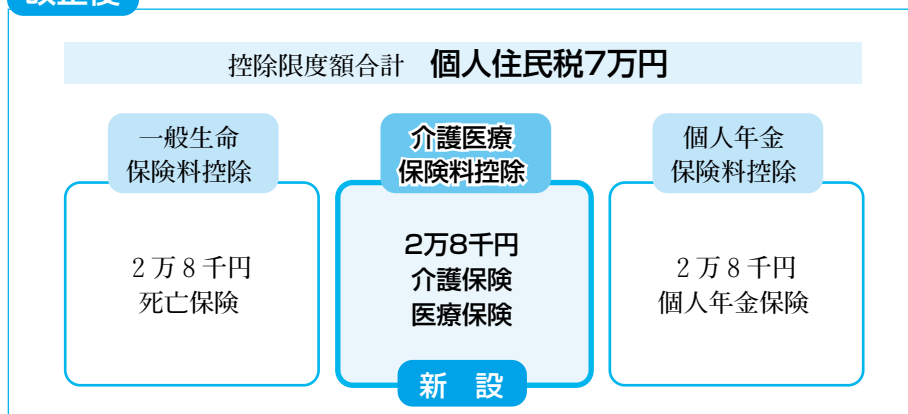 改正後
控除限度額合計 個人住民税7万円
一般生命
保険料控除
2万8千円
死亡保険
介護医療
保険料控除
2万8千円
介護保険
医療保険
新 設
個人年金
保険料控除
2万8千円
個人年金保険